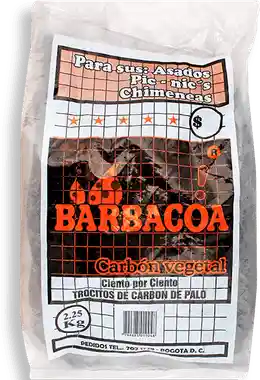 Para sus: Asados
Pic - nic´s
Chimeneas
$
R
BARBACOA
Carbón vegetal
Ciento por Ciento
TROCITOS DE CARBON DE PALO
2.25
Kg
PEDIDOS TEL.: BOGOTA D. C.